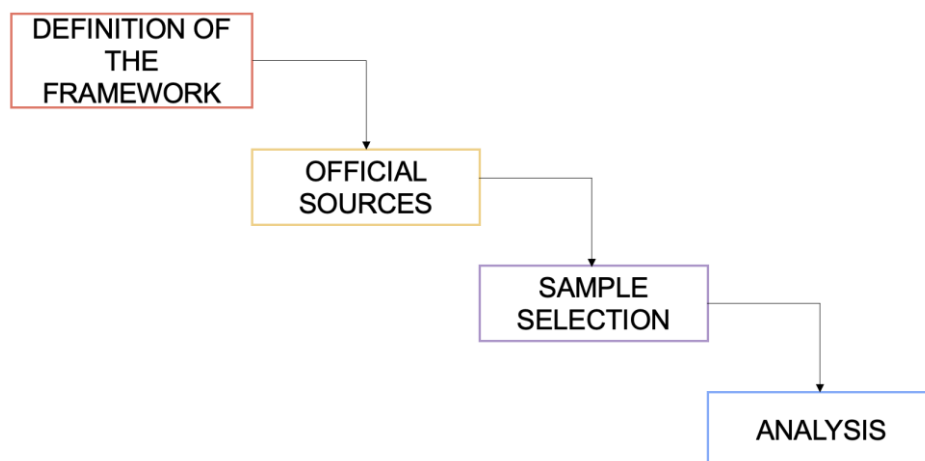 DEFINITION OF
THE
FRAMEWORK
OFFICIAL
SOURCES
SAMPLE
SELECTION
ANALYSIS